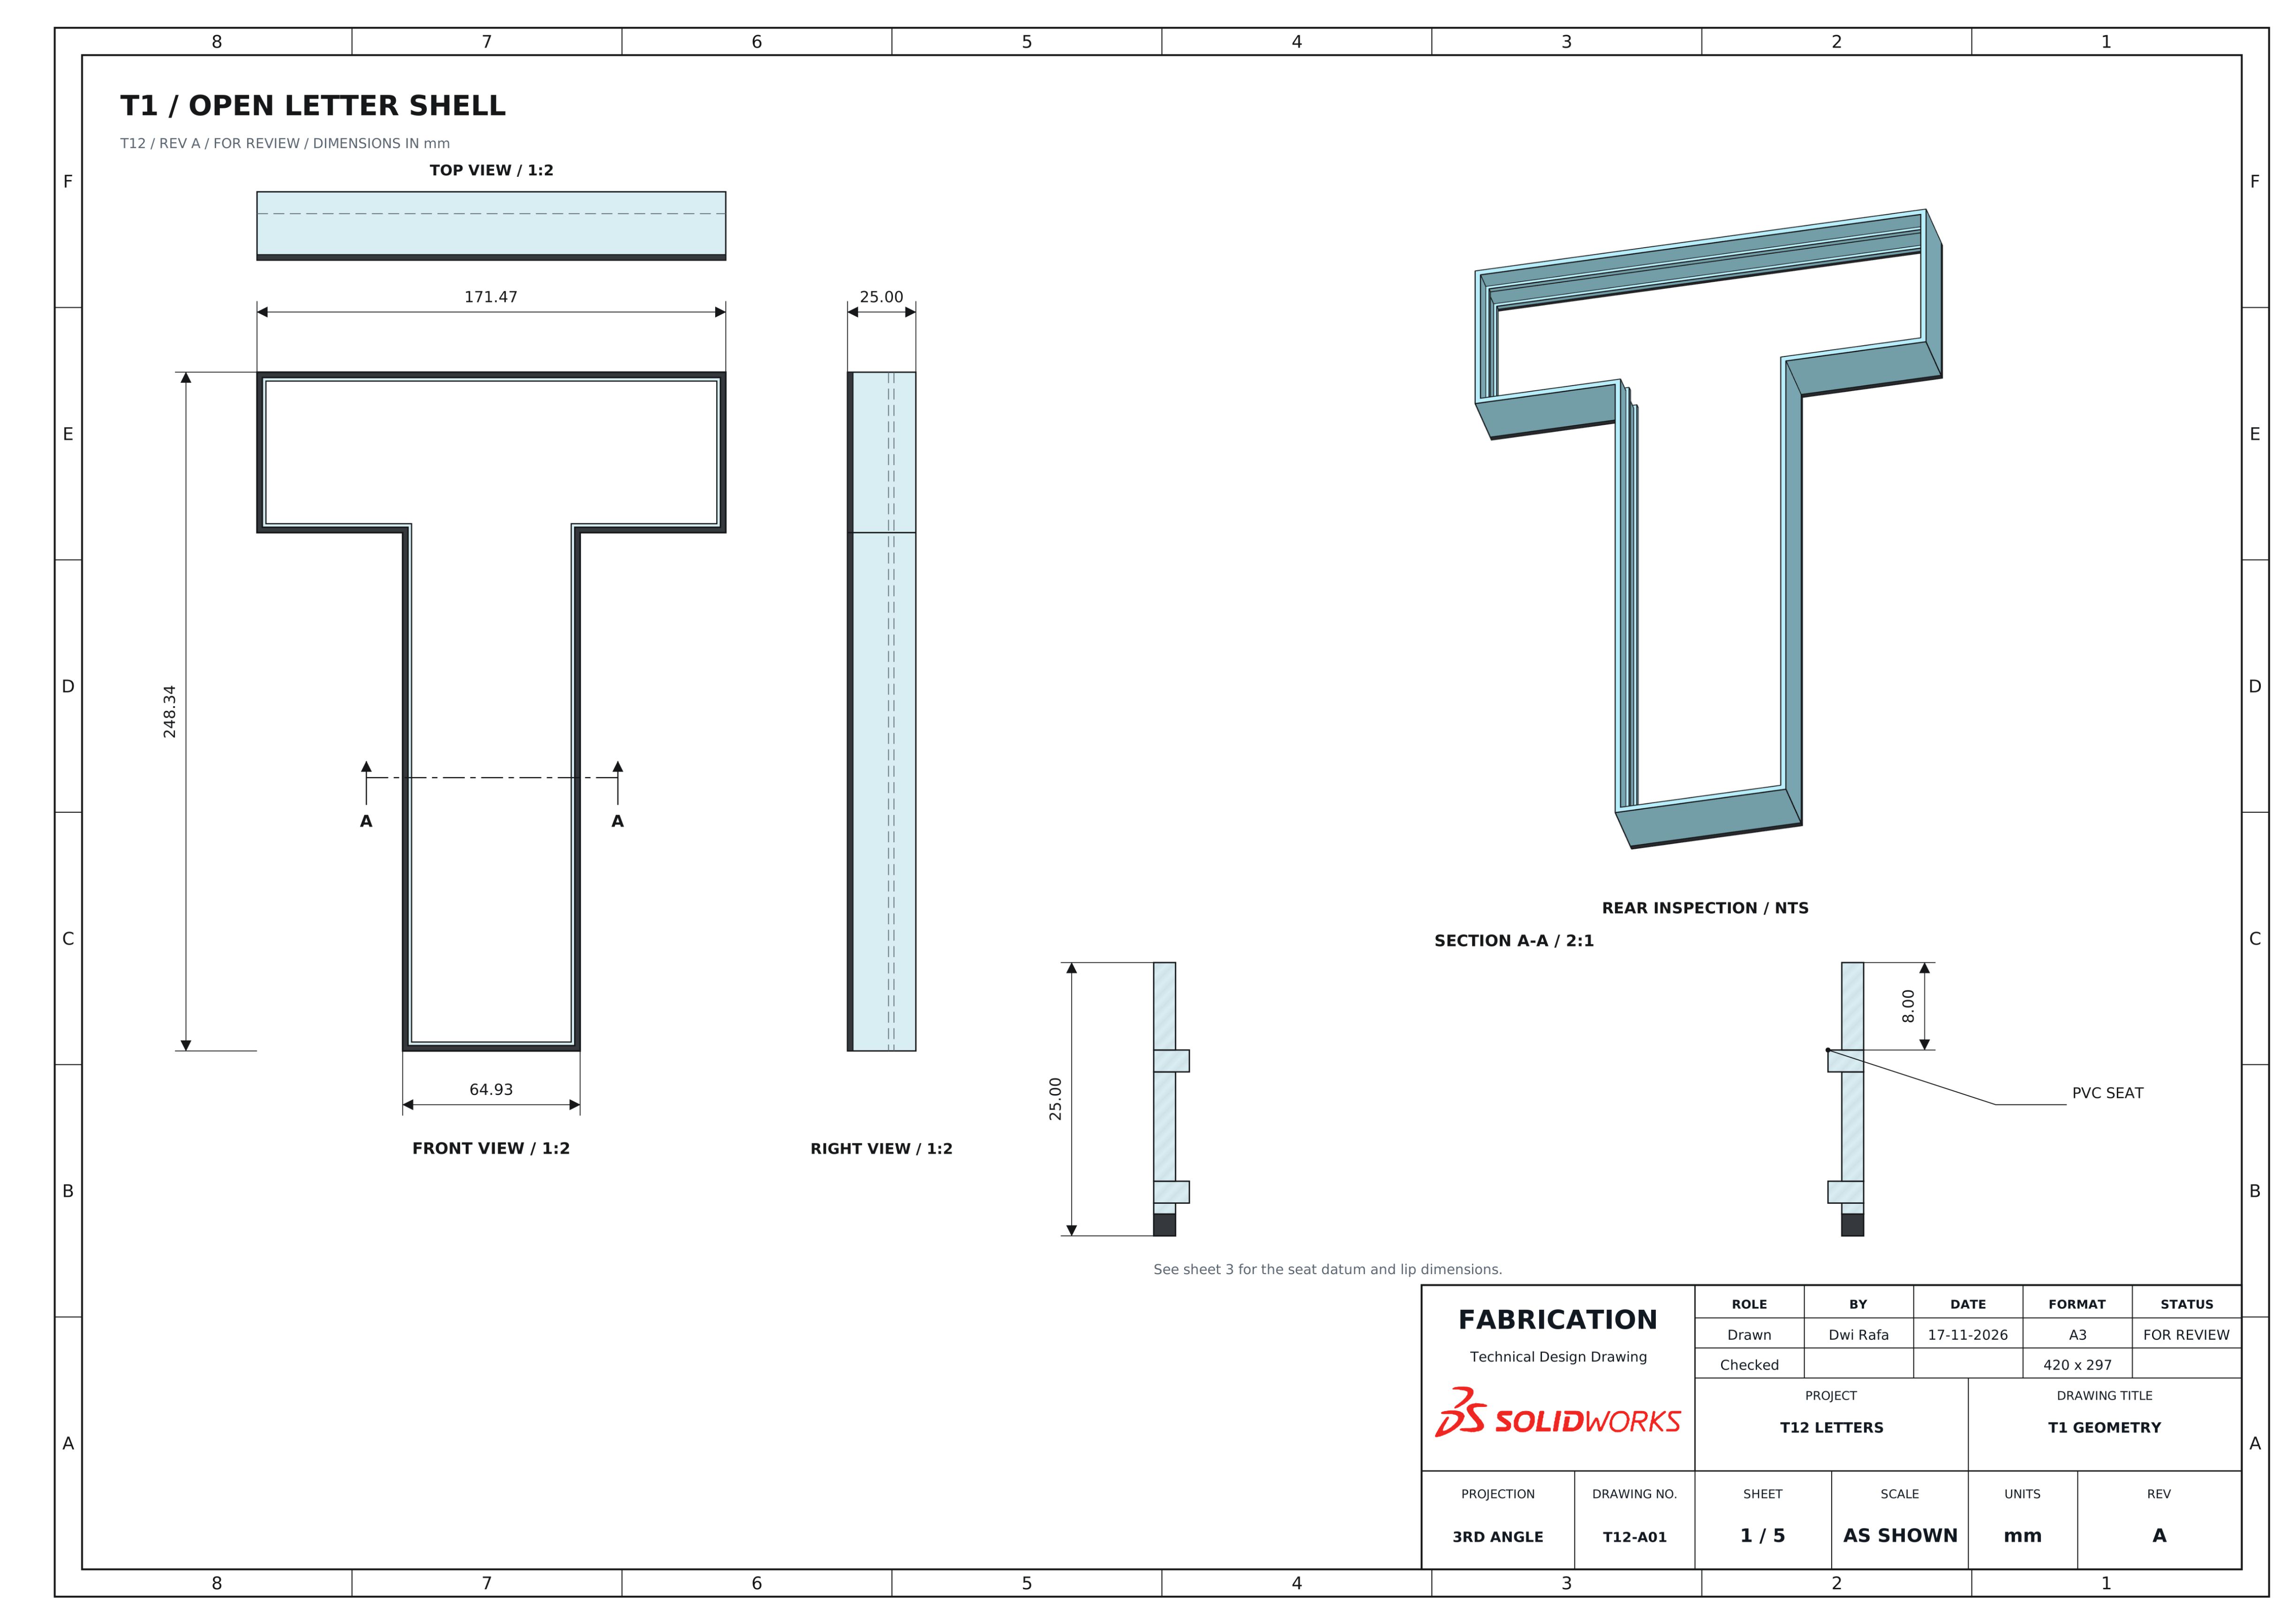 8 7 6 5 4 3 2 1
T1 / OPEN LETTER SHELL
T12 / REV A / FOR REVIEW / DIMENSIONS IN mm
TOP VIEW / 1:2
F F
171.47 25.00
E E
248.34
D D
A A
REAR INSPECTION / NTS
SECTION A-A / 2:1
C C
8.00
64.93
25.00
PVC SEAT
FRONT VIEW / 1:2
RIGHT VIEW / 1:2
B B
See sheet 3 for the seat datum and lip dimensions.
FABRICATION
Technical Design Drawing
SOLIDWORKS
ROLE BY DATE FORMAT STATUS
Drawn Dwi Rafa 17-11-2026 A3 FOR REVIEW
Checked 420 x 297
PROJECT DRAWING TITLE
T12 LETTERS T1 GEOMETRY
A A
PROJECTION DRAWING NO. SHEET SCALE UNITS REV
3RD ANGLE T12-A01 1 / 5 AS SHOWN mm A
8 7 6 5 4 3 2 1